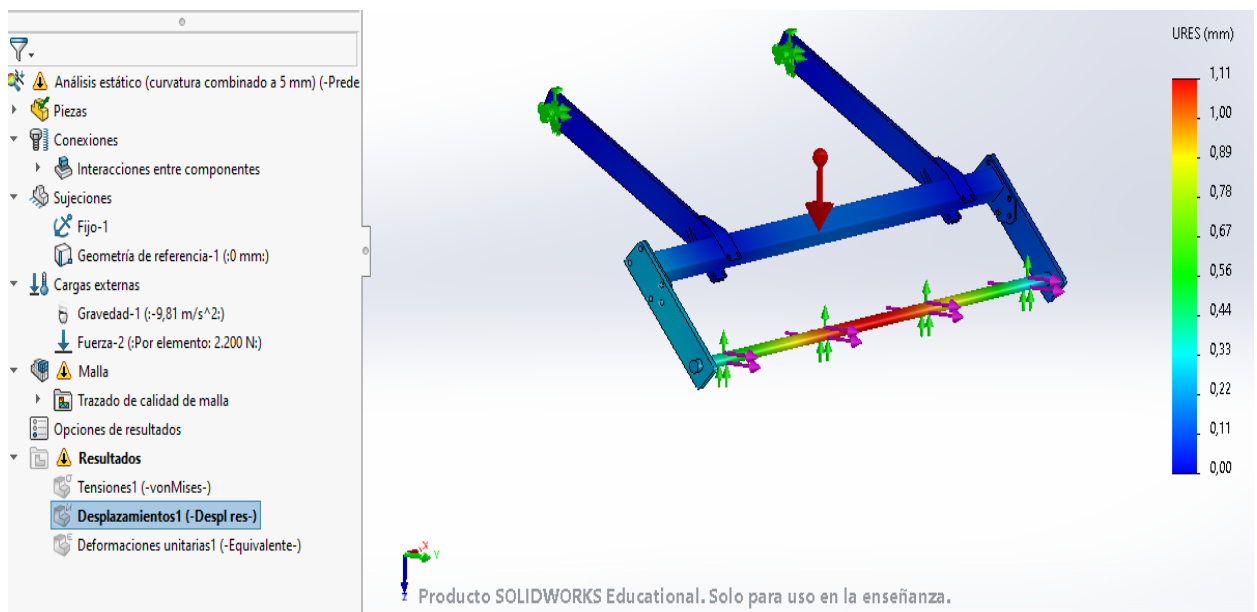 Análisis estático (curvatura combinado a 5 mm) (-Prede
Piezas
Conexiones
Interacciones entre componentes
Sujeciones
Fijo-1
Geometría de referencia-1 (:0 mm:)
Cargas externas
Gravedad-1 (:-9,81 m/s^2:)
Fuerza-2 (:Por elemento: 2.200 N:)
Malla
Trazado de calidad de malla
Opciones de resultados
Resultados
Tensiones1 (-vonMises-)
Desplazamientos1 (-Despl res-)
Deformaciones unitarias1 (-Equivalente-)
URES (mm)
1,11
1,00
0,89
0,78
0,67
0,56
0,44
0,33
0,22
0,11
0,00
X
Y
Z
Producto SOLIDWORKS Educational. Solo para uso en la enseñanza.